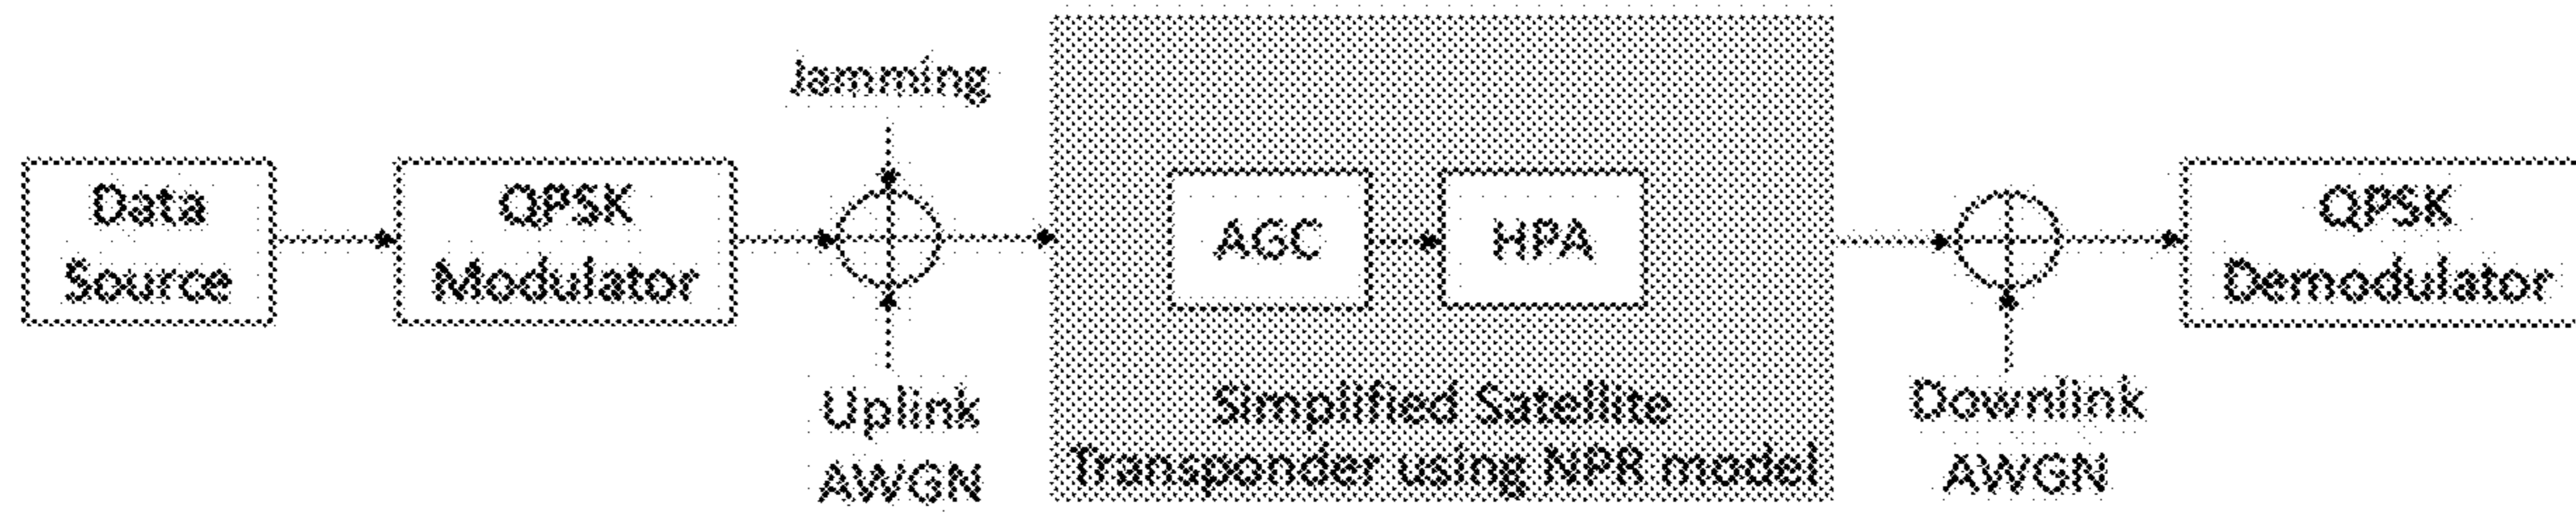 Data
Source
QPSK
Modulator
Jamming
Uplink
AWGN
AGC
HPA
Simplified Satellite
Transponder using NPR model
Downlink
AWGN
QPSK
Demodulator